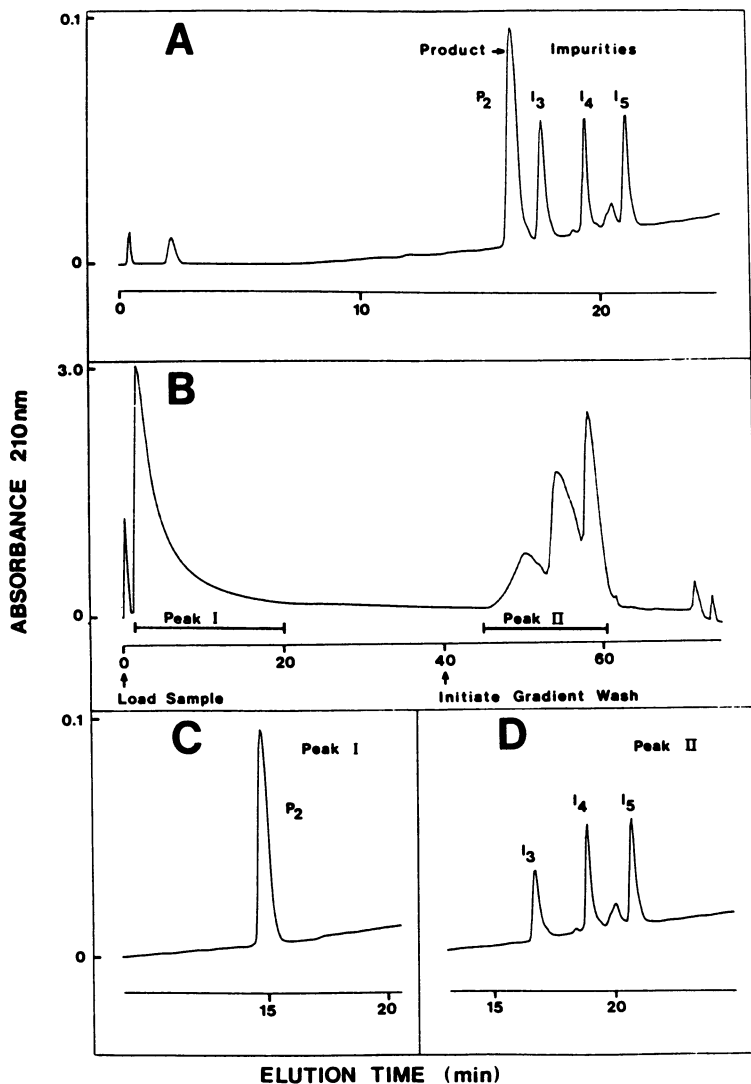 ABSORBANCE 210nm
A
0.1
0
Product → Impurities
P2 I3 I4 I5
0 10 20
B
3.0
0
Peak I Peak II
0 20 40 60
↑ ↑
Load Sample Initiate Gradient Wash
C
0.1
0
Peak I
P2
15 20
D
Peak II
I3 I4 I5
15 20
ELUTION TIME (min)